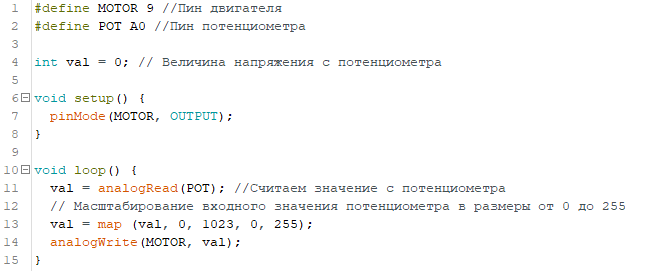 1 #define MOTOR 9 //Пин двигателя
2 #define POT A0 //Пин потенциометра
3
4 int val = 0; // Величина напряжения с потенциометра
5
6 void setup() {
7   pinMode(MOTOR, OUTPUT);
8 }
9
10 void loop() {
11   val = analogRead(POT); //Считаем значение с потенциометра
12   // Масштабирование входного значения потенциометра в размеры от 0 до 255
13   val = map (val, 0, 1023, 0, 255);
14   analogWrite(MOTOR, val);
15 }